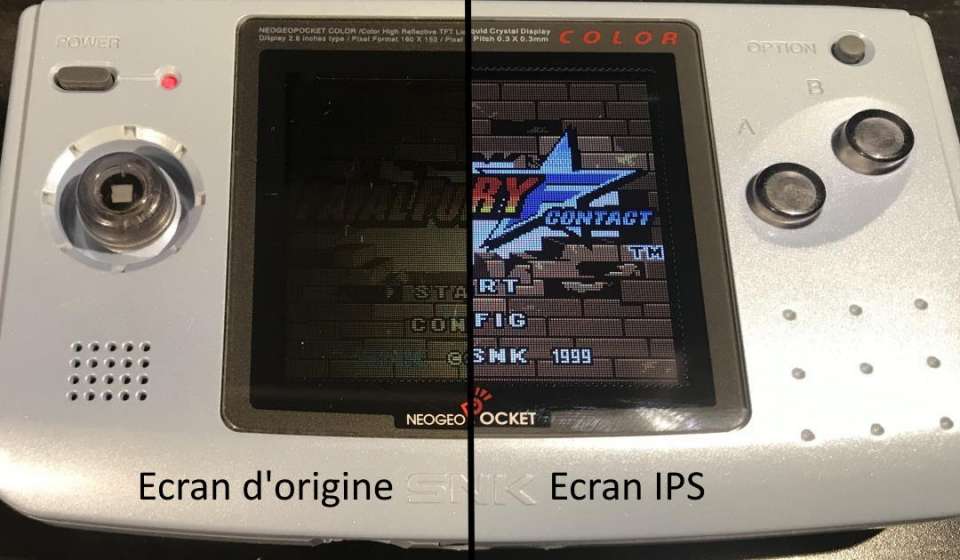 NEOGEOPOCKET COLOR /Color High Reflective TFT Liquid Crystal Display
Display 2.6 inches type / Pixel Format 160 X 152 / Pixel Pitch 0.3 X 0.3mm
COLOR
POWER
OPTION
B
A
FATAL FURY
CONTACT
TM
START
CONFIG
©SNK 1999
NEOGEO POCKET
SNK
Ecran d'origine
Ecran IPS